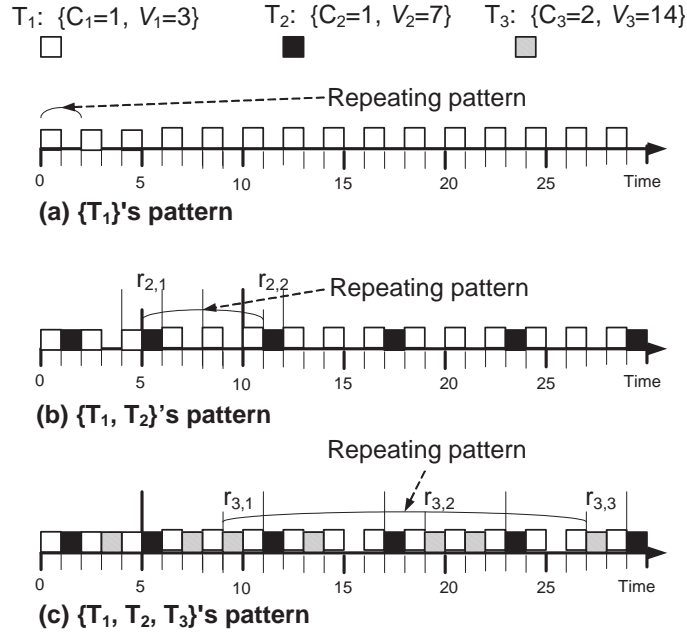 T₁: {C₁=1, V₁=3} T₂: {C₂=1, V₂=7} T₃: {C₃=2, V₃=14}
Repeating pattern
0 5 10 15 20 25 Time
(a) {T₁}'s pattern
r₂,₁ r₂,₂
Repeating pattern
0 5 10 15 20 25 Time
(b) {T₁, T₂}'s pattern
Repeating pattern
r₃,₁ r₃,₂ r₃,₃
0 5 10 15 20 25 Time
(c) {T₁, T₂, T₃}'s pattern